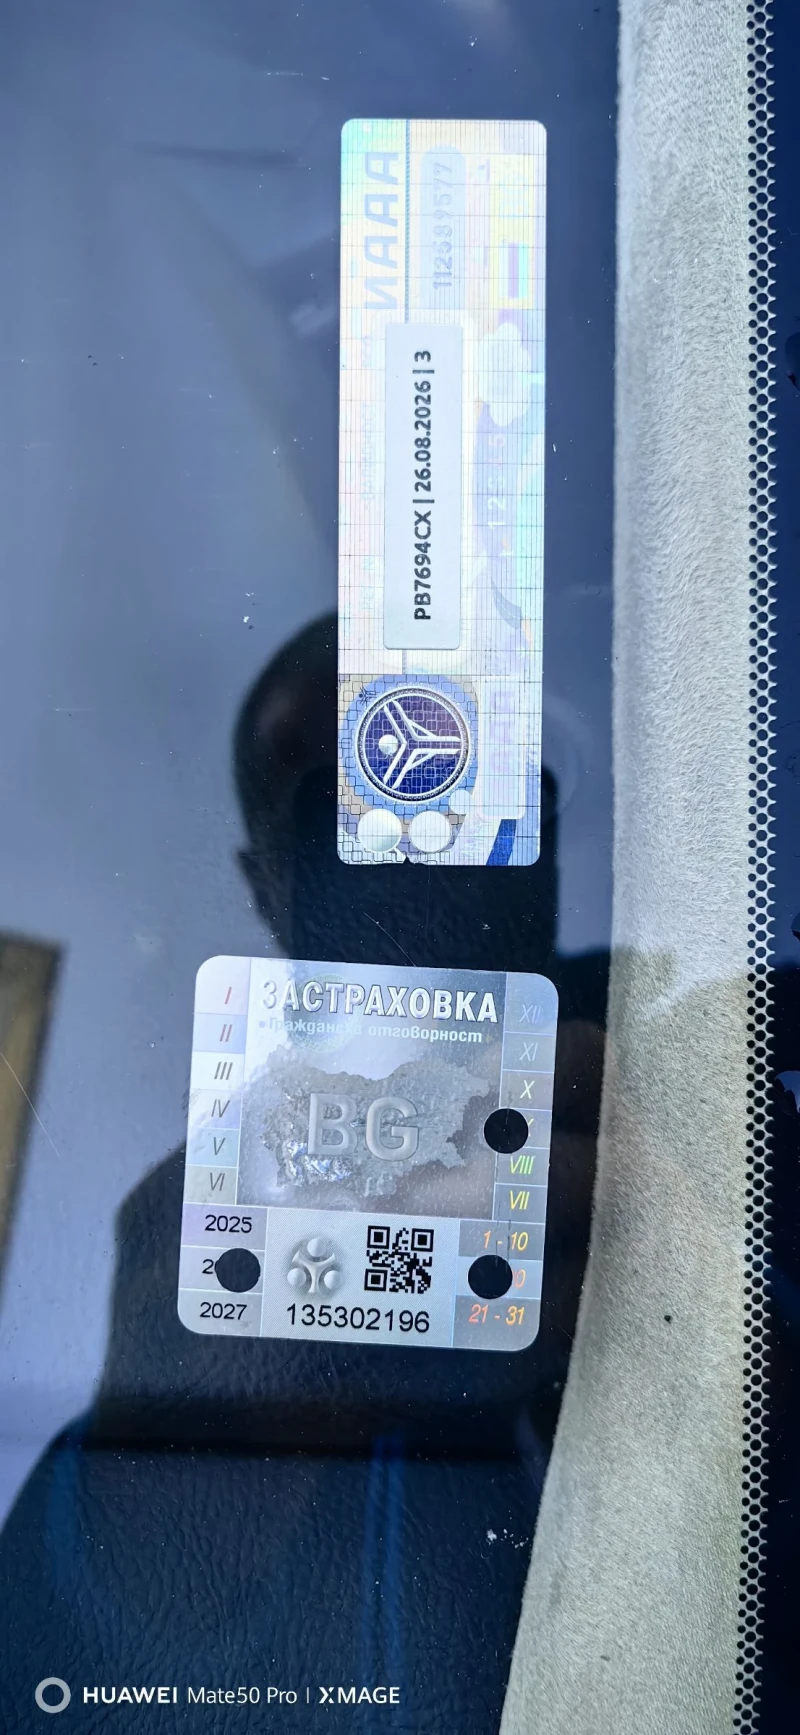 ИААА
112589577
PB7694CX | 26.08.2026 | 3
ЗАСТРАХОВКА
•Гражданска отговорност
I
II
III
IV
V
VI
XII
XI
X
VIII
VII
BG
2025
2027
1 - 10
21 - 31
135302196
HUAWEI Mate50 Pro | XMAGE